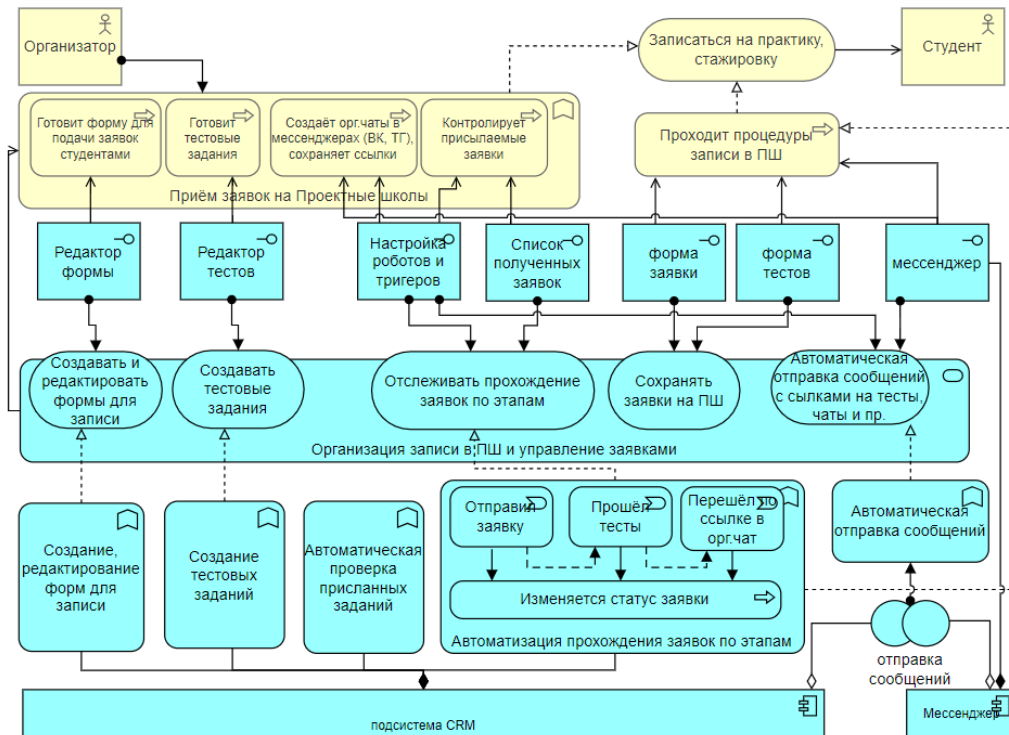 Организатор
Записаться на практику,
стажировку
Студент
Готовит форму для
подачи заявок
студентами
Готовит
тестовые
задания
Создаёт орг.чаты в
мессенджерах (ВК, ТГ),
сохраняет ссылки
Контролирует
присылаемые
заявки
Приём заявок на Проектные школы
Проходит процедуры
записи в ПШ
Редактор
формы
Редактор
тестов
Настройка
роботов и
тригеров
Список
полученных
заявок
форма
заявки
форма
тестов
мессенджер
Создавать и
редактировать
формы для
записи
Создавать
тестовые
задания
Отслеживать прохождение
заявок по этапам
Сохранять
заявки на ПШ
Автоматическая
отправка сообщений
с сылками на тесты,
чаты и пр.
Организация записи в ПШ и управление заявками
Создание,
редактирование
форм для
записи
Создание
тестовых
заданий
Автоматическая
проверка
присланных
заданий
Отправил
заявку
Прошёл
тесты
Перешёл по
ссылке в
орг.чат
Изменяется статус заявки
Автоматизация прохождения заявок по этапам
Автоматическая
отправка сообщений
отправка
сообщений
подсистема CRM
Мессенджер